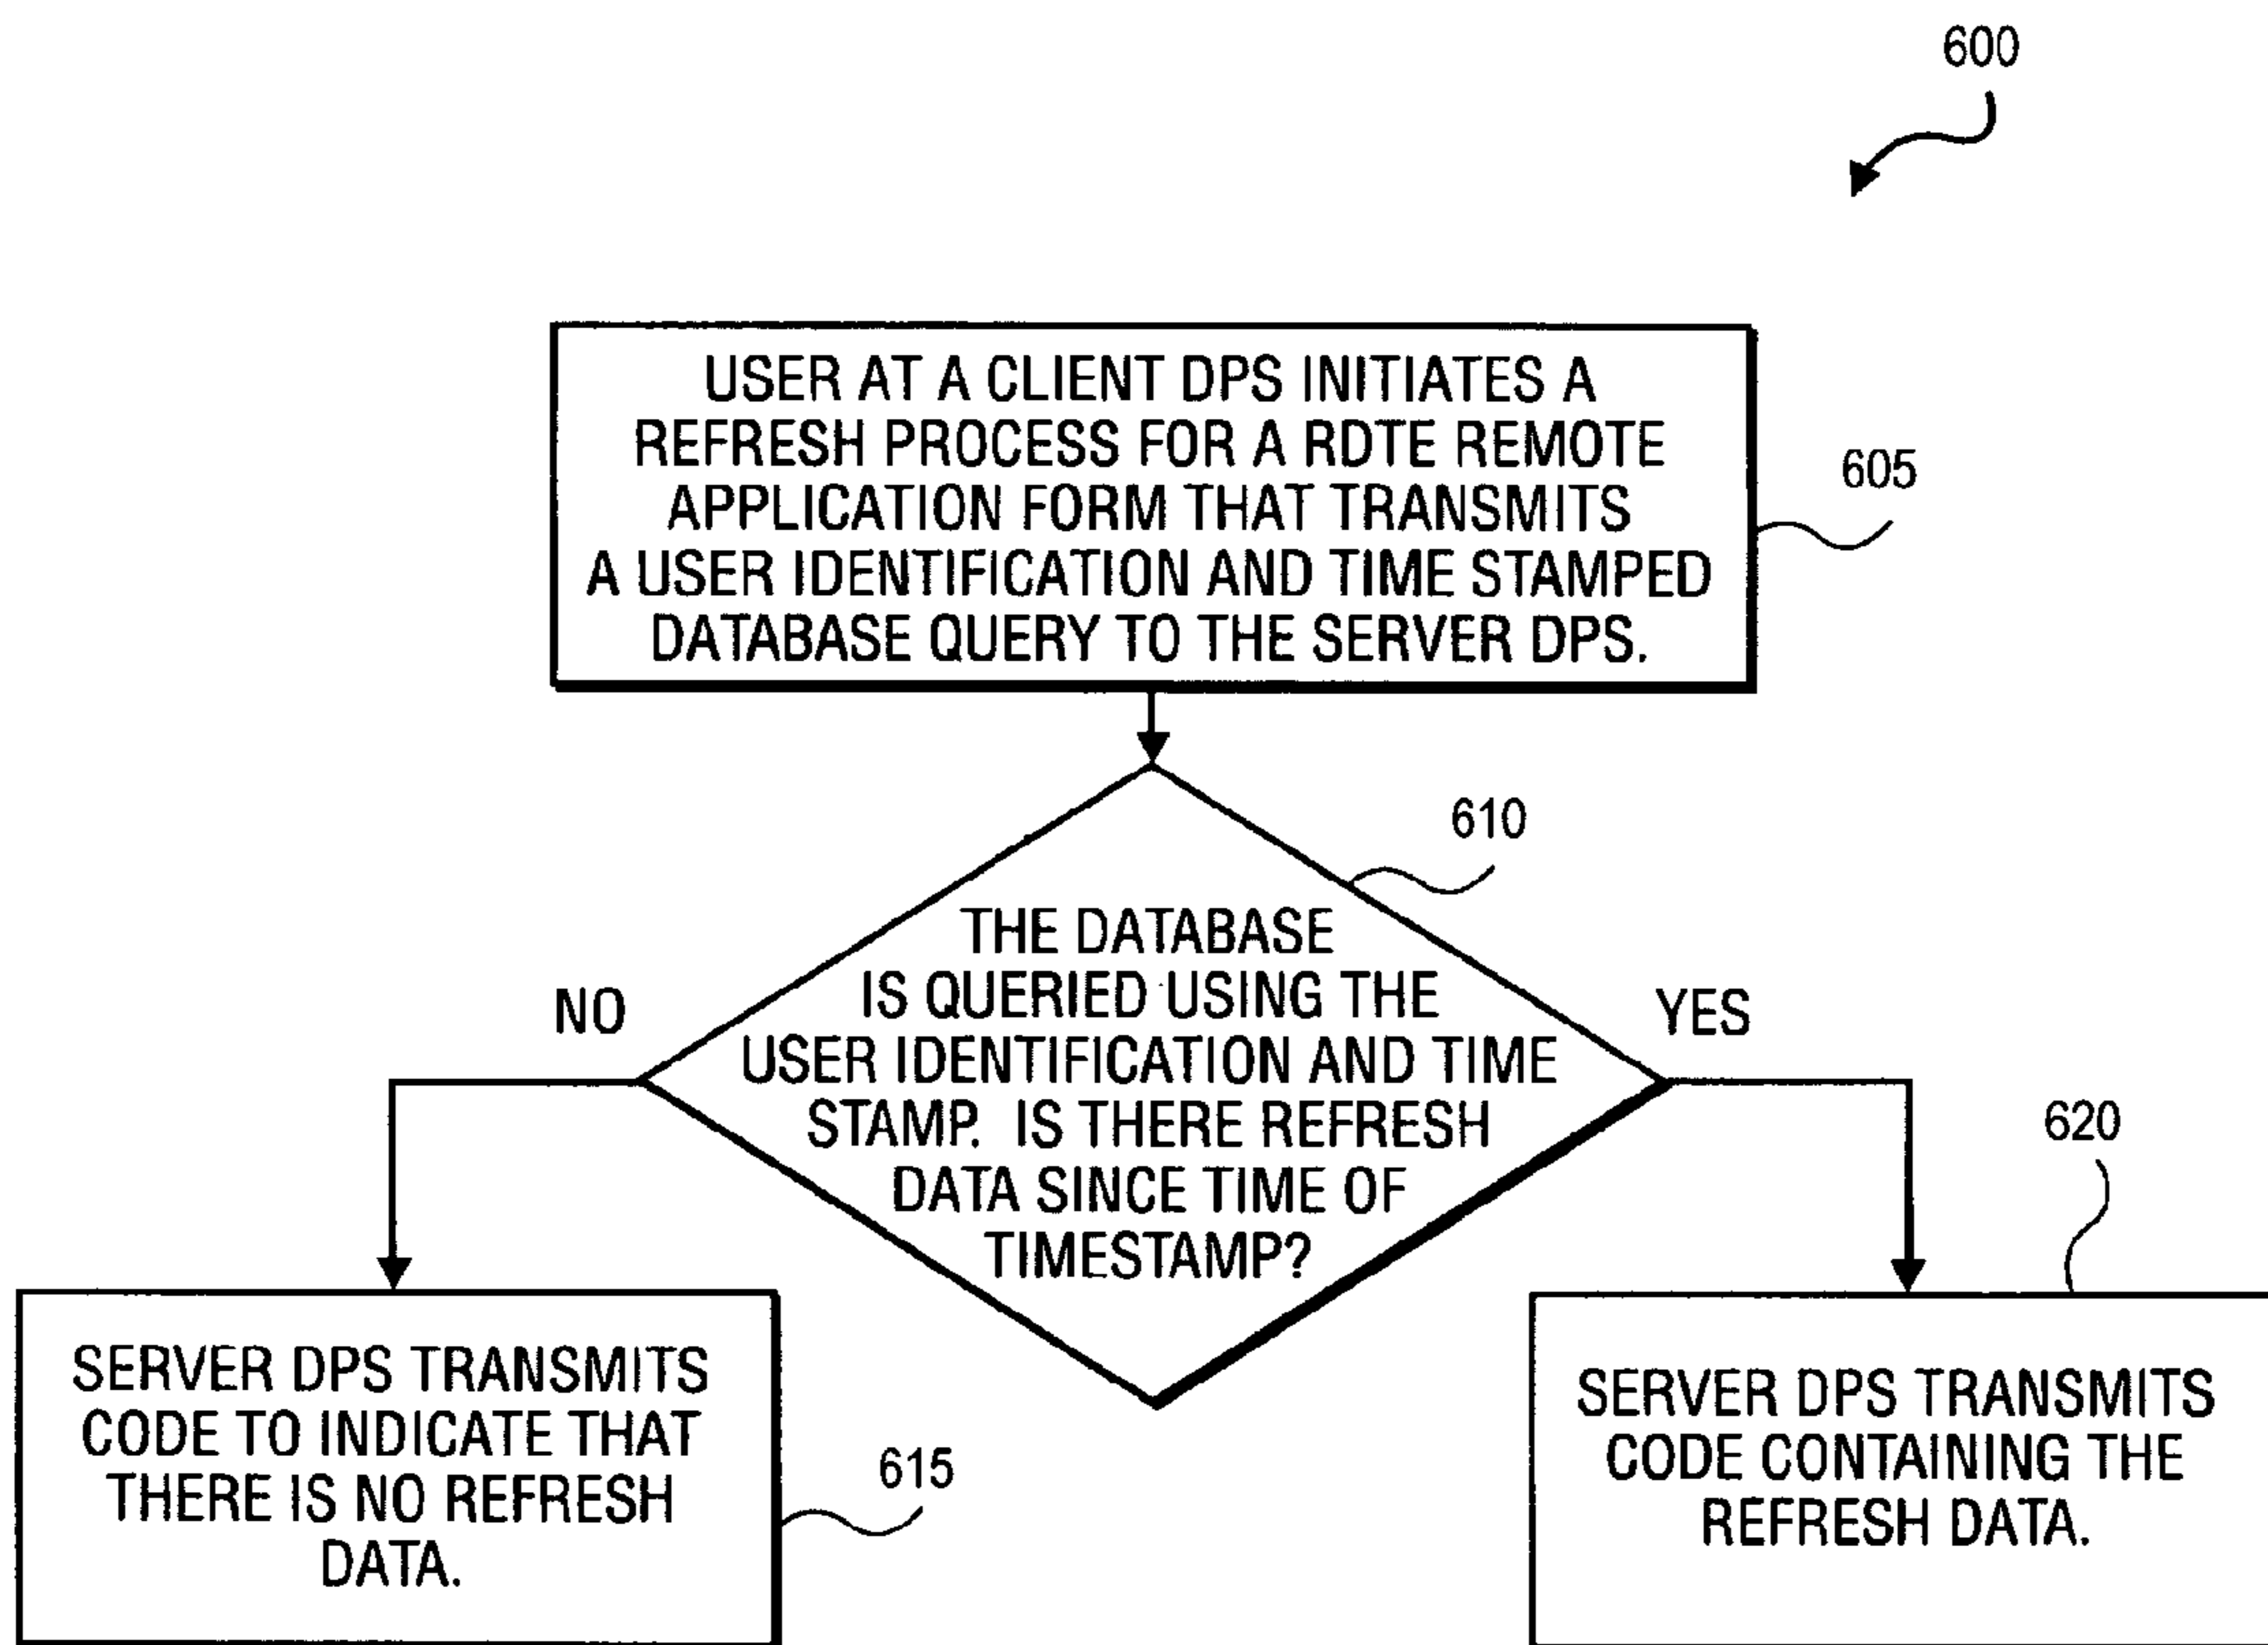 600
USER AT A CLIENT DPS INITIATES A
REFRESH PROCESS FOR A RDTE REMOTE
APPLICATION FORM THAT TRANSMITS
A USER IDENTIFICATION AND TIME STAMPED
DATABASE QUERY TO THE SERVER DPS.
605
610
THE DATABASE
IS QUERIED USING THE
USER IDENTIFICATION AND TIME
STAMP. IS THERE REFRESH
DATA SINCE TIME OF
TIMESTAMP?
NO
YES
SERVER DPS TRANSMITS
CODE TO INDICATE THAT
THERE IS NO REFRESH
DATA.
615
620
SERVER DPS TRANSMITS
CODE CONTAINING THE
REFRESH DATA.